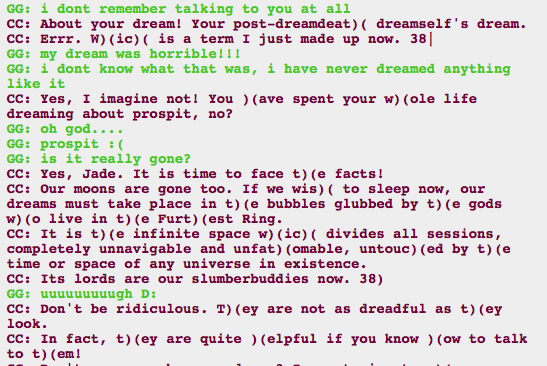 GG: i dont remember talking to you at all
CC: About your dream! Your post-dreamdeat)( dreamself's dream.
CC: Errr. W)(ic)( is a term I just made up now. 38|
GG: my dream was horrible!!!
GG: i dont know what that was, i have never dreamed anything
like it
CC: Yes, I imagine not! You )(ave spent your w)(ole life
dreaming about prospit, no?
GG: oh god....
GG: prospit :(
GG: is it really gone?
CC: Yes, Jade. It is time to face t)(e facts!
CC: Our moons are gone too. If we wis)( to sleep now, our
dreams must take place in t)(e bubbles glubbed by t)(e gods
w)(o live in t)(e Furt)(est Ring.
CC: It is t)(e infinite space w)(ic)( divides all sessions,
completely unnavigable and unfat)(omable, untouc)(ed by t)(e
time or space of any universe in existence.
CC: Its lords are our slumberbuddies now. 38)
GG: uuuuuuuuugh D:
CC: Don't be ridiculous. T)(ey are not as dreadful as t)(ey
look.
CC: In fact, t)(ey are quite )(elpful if you know )(ow to talk
to t)(em!